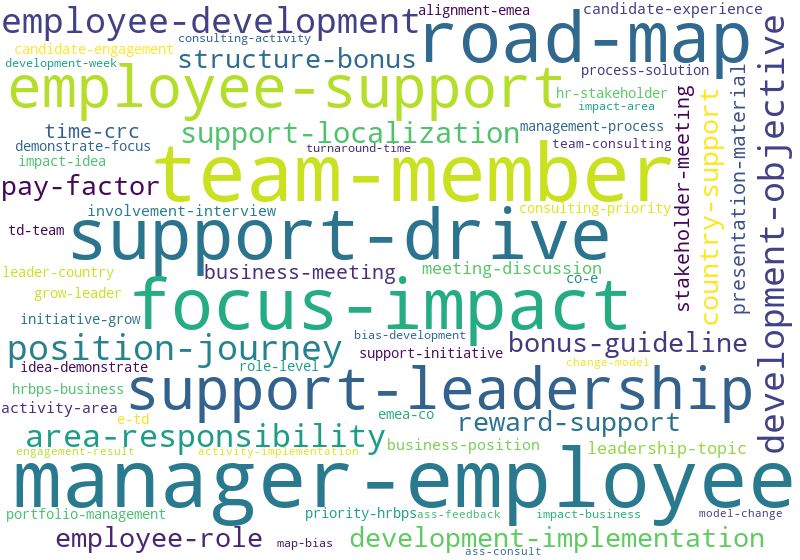 alignment-emea
candidate-experience
employee-development
road-map
consulting-activity
candidate-engagement
structure-bonus
development-week
employee-support
process-solution
impact-area
hr-stakeholder
time-crc
support-localization
management-process
demonstrate-focus
turnaround-time
team-consulting
impact-idea
team-member
pay-factor
stakeholder-meeting
country-support
presentation-material
development-objective
involvement-interview
consulting-priority
td-team
support-drive
leader-country
business-meeting
meeting-discussion
co-e
grow-leader
focus-impact
initiative-grow
bias-development
bonus-guideline
position-journey
support-initiative
idea-demonstrate
role-level
change-model
hrbps-business
support-leadership
activity-area
e-td
emea-co
reward-support
area-responsibility
business-position
leadership-topic
engagement-result
activity-implementation
manager-employee
portfolio-management
priority-hrbps
ass-feedback
impact-business
model-change
employee-role
map-bias
development-implementation
ass-consult